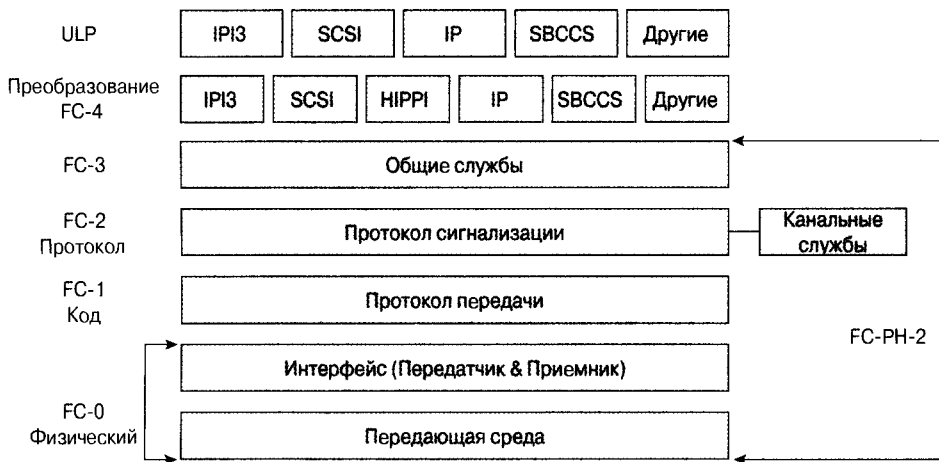 ULP
IPI3 SCSI IP SBCCS Другие
Преобразование
FC-4
IPI3 SCSI HIPPI IP SBCCS Другие
FC-3
Общие службы
FC-2
Протокол
Протокол сигнализации
Канальные
службы
FC-1
Код
Протокол передачи
FC-PH-2
Интерфейс (Передатчик & Приемник)
FC-0
Физический
Передающая среда